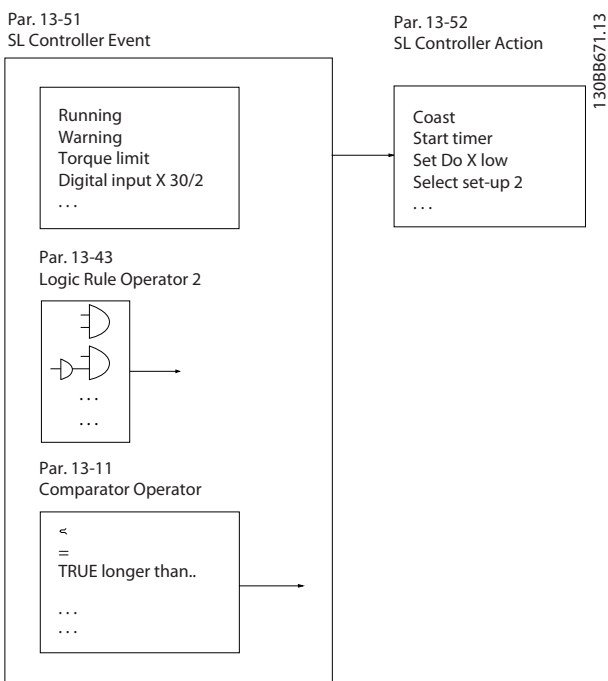 Par. 13-51
SL Controller Event
Par. 13-52
SL Controller Action
130BB671.13
Running
Warning
Torque limit
Digital input X 30/2
. . .
Coast
Start timer
Set Do X low
Select set-up 2
. . .
Par. 13-43
Logic Rule Operator 2
. . .
. . .
Par. 13-11
Comparator Operator
<
=
TRUE longer than..
. . .
. . .